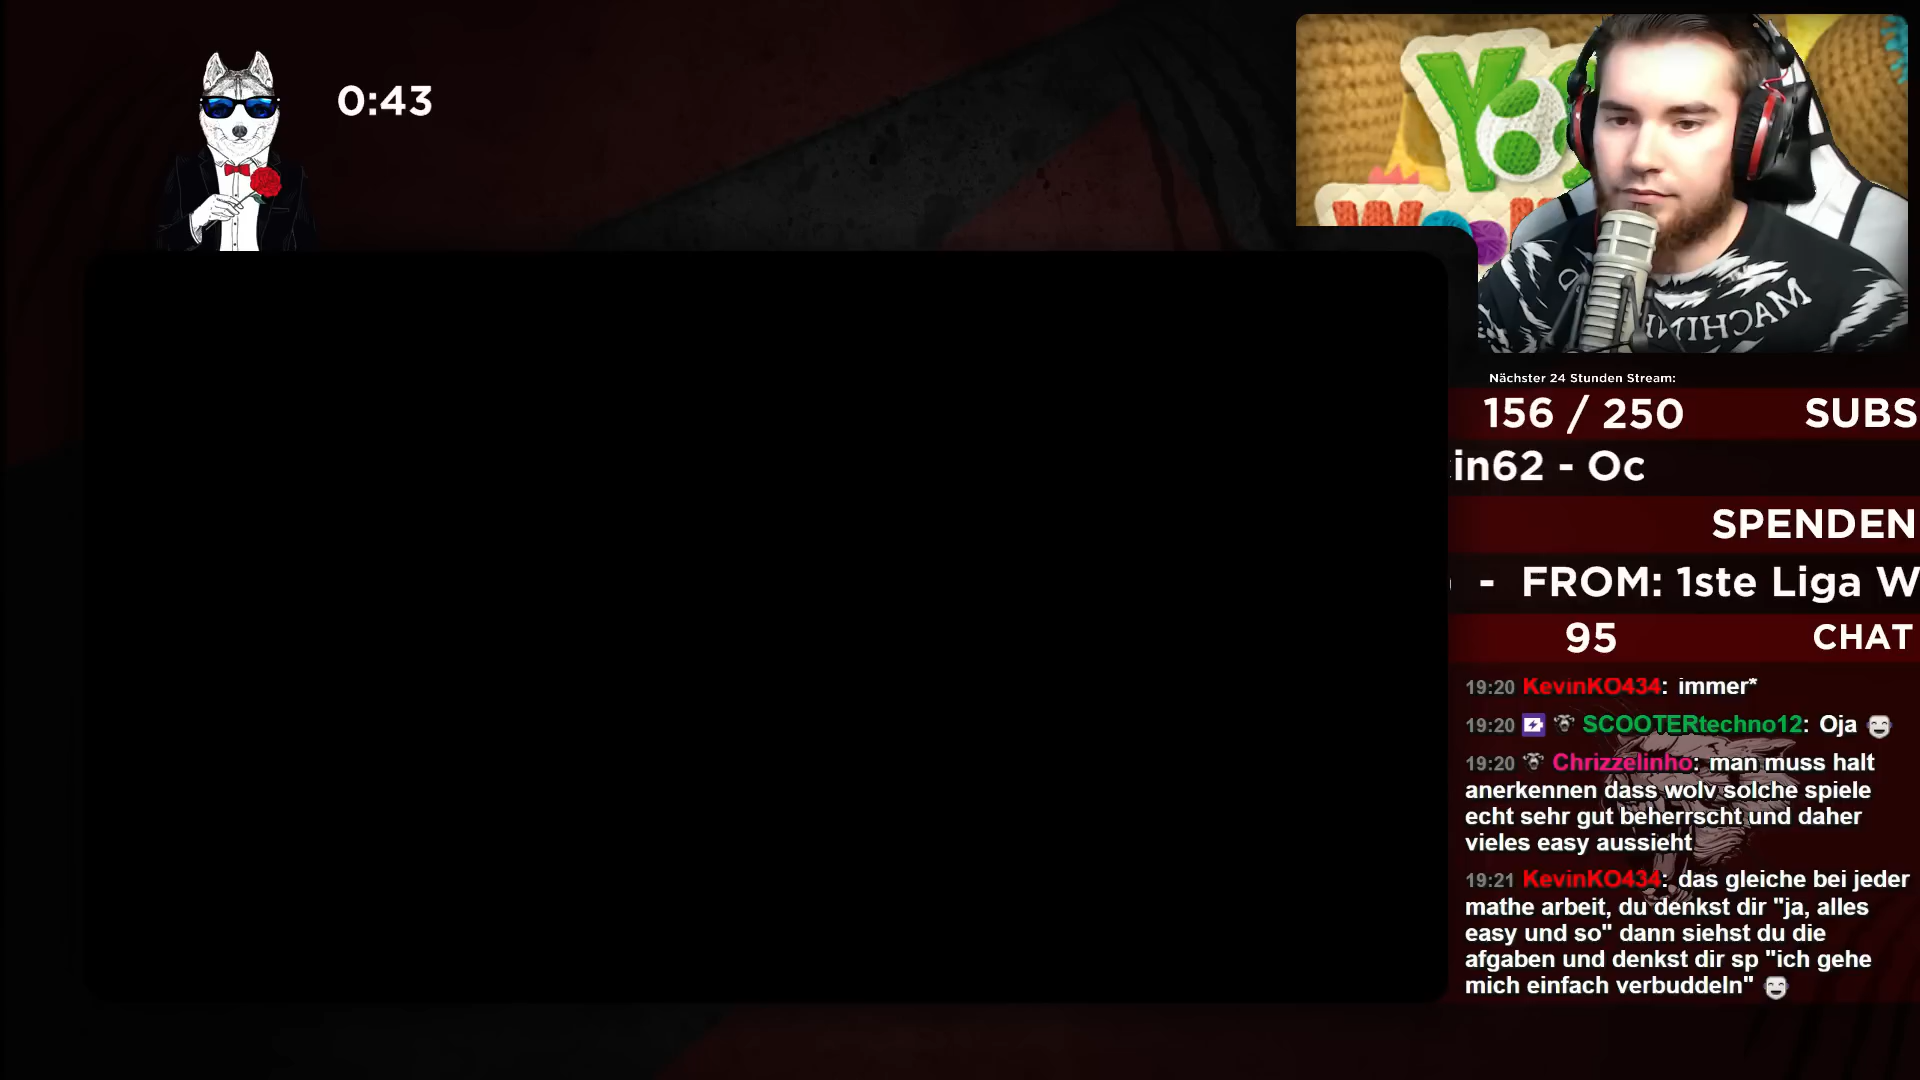 0:43
MACHIN
Nächster 24 Stunden Stream:
156 / 250 SUBS
in62 - Oc
SPENDEN
- FROM: 1ste Liga W
95 CHAT
19:20 KevinKO434: immer*
19:20 SCOOTERtechno12: Oja
19:20 Chrizzelinho: man muss halt
anerkennen dass wolv solche spiele
echt sehr gut beherrscht und daher
vieles easy aussieht
19:21 KevinKO434: das gleiche bei jeder
mathe arbeit, du denkst dir "ja, alles
easy und so" dann siehst du die
afgaben und denkst dir sp "ich gehe
mich einfach verbuddeln"